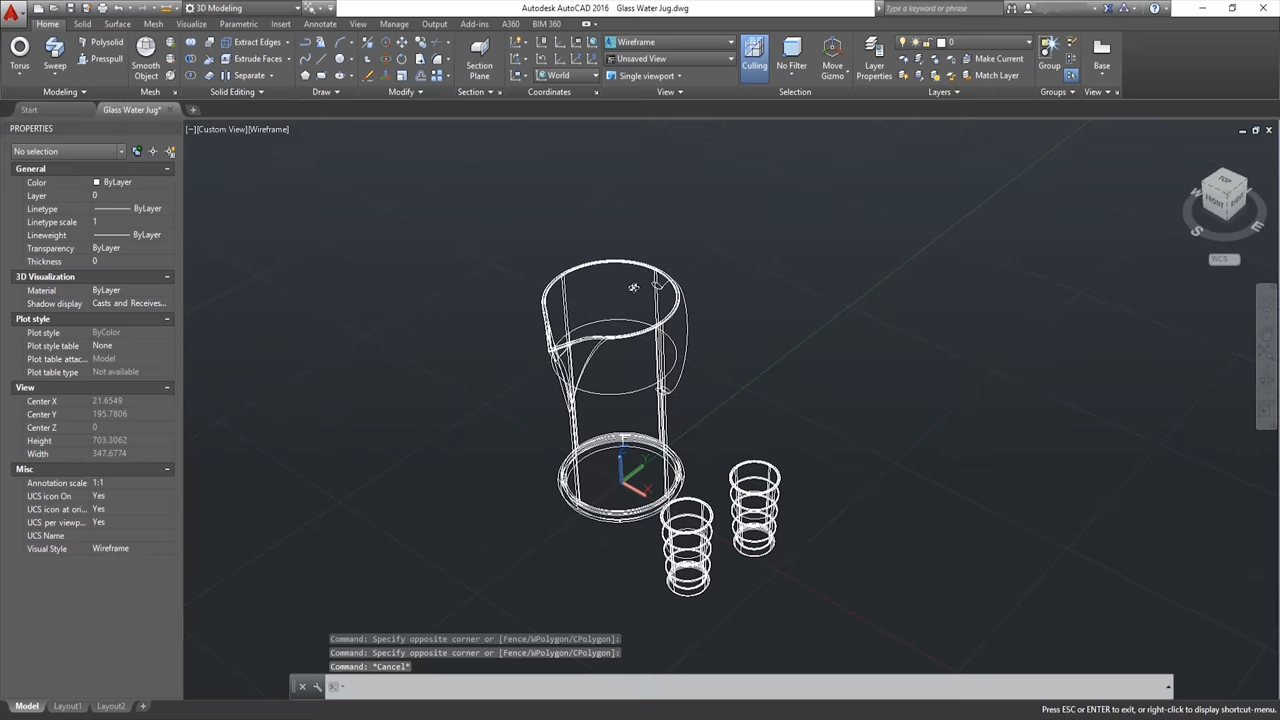 3D Modeling
Autodesk AutoCAD 2016 Glass Water Jug.dwg
Type a keyword or phrase
Home Solid Surface Mesh Visualize Parametric Insert Annotate View Manage Output Add-ins A360 BIM 360
Torus
Sweep
Polysolid
Presspull
Modeling
Smooth Object
Mesh
Extract Edges
Extrude Faces
Separate
Solid Editing
Draw
Modify
Section Plane
Section
World
Coordinates
Wireframe
Unsaved View
Single viewport
View
Culling
No Filter
Move Gizmo
Selection
Layer Properties
0
Make Current
Match Layer
Layers
Group
Groups
Base
View
Start Glass Water Jug*
PROPERTIES
No selection
General
Color ByLayer
Layer 0
Linetype ByLayer
Linetype scale 1
Lineweight ByLayer
Transparency ByLayer
Thickness 0
3D Visualization
Material ByLayer
Shadow display Casts and Receives...
Plot style
Plot style ByColor
Plot style table None
Plot table attac... Model
Plot table type Not available
View
Center X 21.6549
Center Y 195.7806
Center Z 0
Height 703.3062
Width 347.6774
Misc
Annotation scale 1:1
UCS icon On Yes
UCS icon at ori... Yes
UCS per viewp... Yes
UCS Name
Visual Style Wireframe
[−][Custom View][Wireframe]
TOP
FRONT
RIGHT
W
S
E
WCS
Z
Y
X
Command: Specify opposite corner or [Fence/WPolygon/CPolygon]:
Command: Specify opposite corner or [Fence/WPolygon/CPolygon]:
Command: *Cancel*
Model Layout1 Layout2 +
Press ESC or ENTER to exit, or right-click to display shortcut-menu.